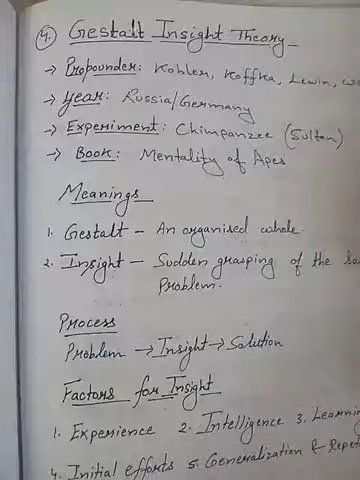 4. Gestalt Insight Theory
→ Propounder: Kohler, Koffka, Lewin,
→ Year: Russia/Germany
→ Experiment: Chimpanzee (Sultan)
→ Book: Mentality of Apes
Meanings
1. Gestalt - An organised whole.
2. Insight - Sudden grasping of the
Problem.
Process
Problem → Insight → Solution
Factors for Insight
1. Experience 2. Intelligence 3. Learning
4. Initial efforts 5. Generalization &